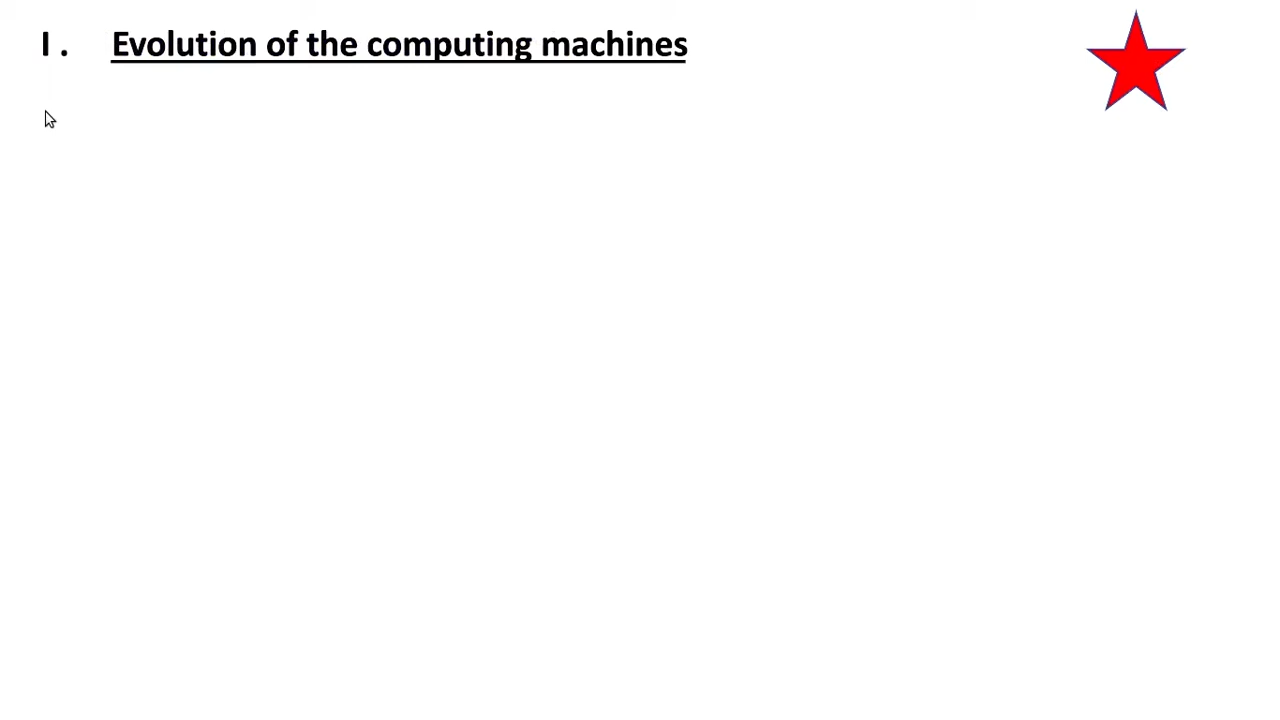 I . Evolution of the computing machines